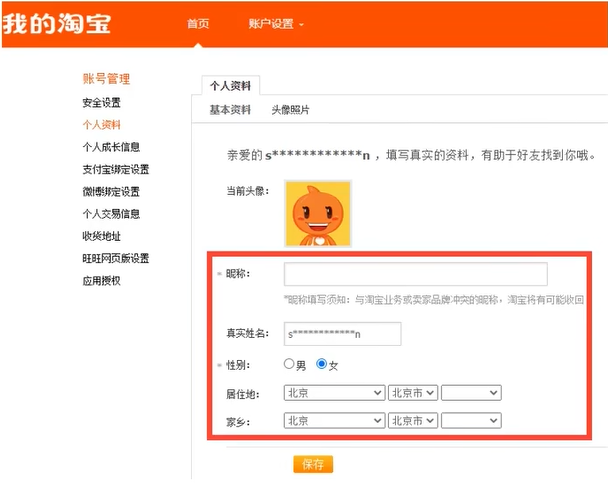 我的淘宝 首页 账户设置
账号管理
安全设置
个人资料
个人成长信息
支付宝绑定设置
微博绑定设置
个人交易信息
收货地址
旺旺网页版设置
应用授权
个人资料
基本资料 头像照片
亲爱的 s************n ，填写真实的资料，有助于好友找到你哦。
当前头像：
* 昵称：
*昵称填写须知：与淘宝业务或卖家品牌冲突的昵称，淘宝将有可能收回
真实姓名： s************n
* 性别： 男 女
居住地： 北京 北京市
家乡： 北京 北京市
保存